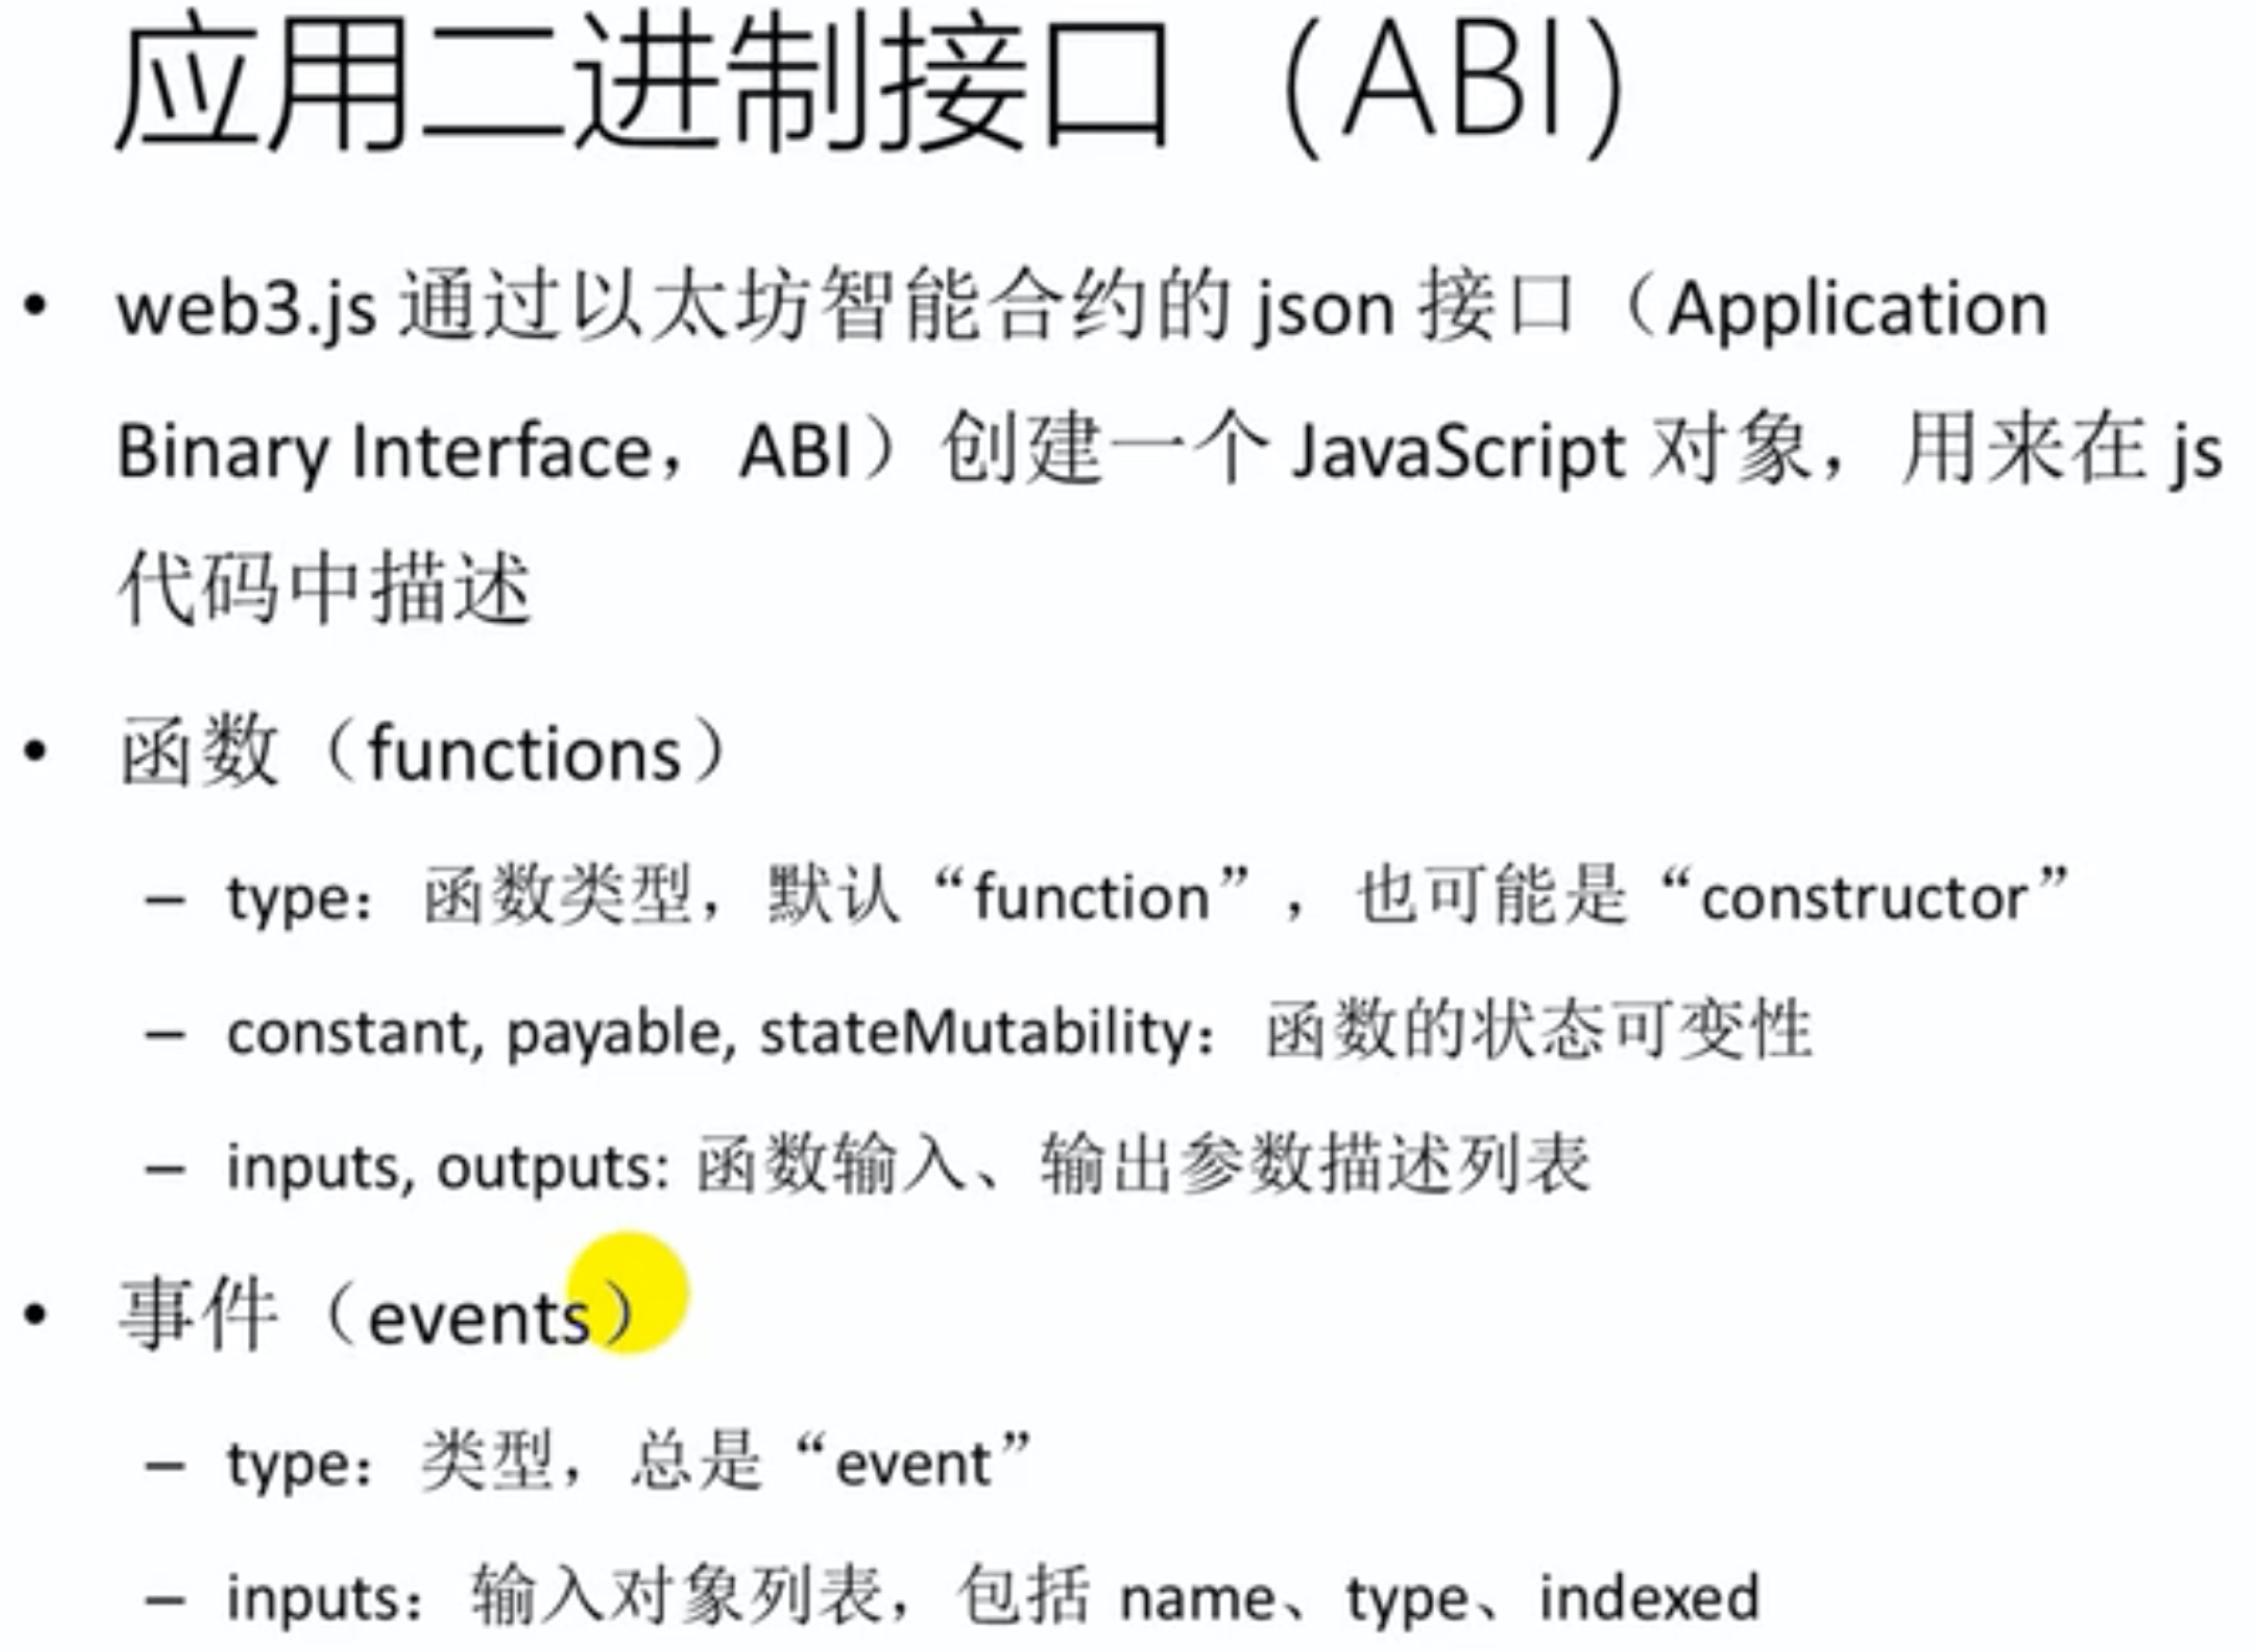 应用二进制接口（ABI）
• web3.js 通过以太坊智能合约的 json 接口（Application
Binary Interface，ABI）创建一个 JavaScript 对象，用来在 js
代码中描述
• 函数（functions）
– type：函数类型，默认“function”，也可能是“constructor”
– constant, payable, stateMutability：函数的状态可变性
– inputs, outputs: 函数输入、输出参数描述列表
• 事件（events）
– type：类型，总是“event”
– inputs：输入对象列表，包括 name、type、indexed